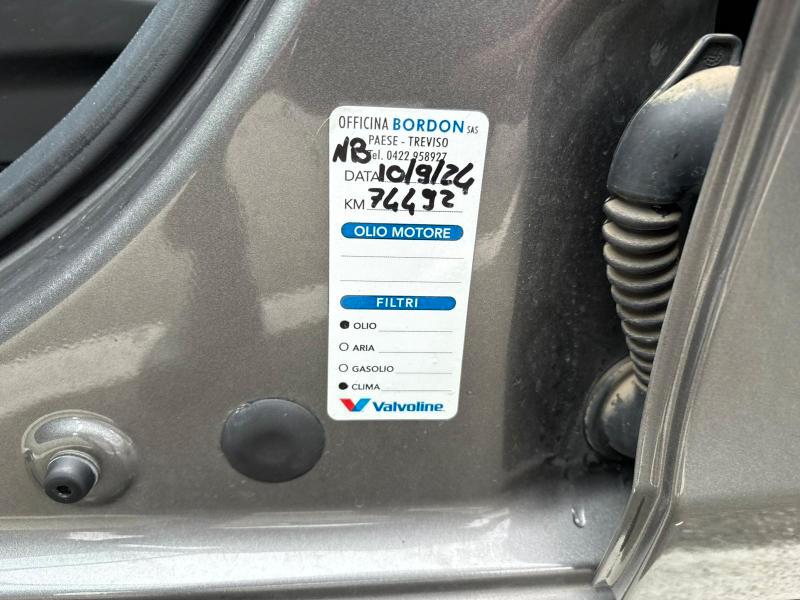 OFFICINA BORDON SAS
PAESE - TREVISO
Tel. 0422 958927
NB
DATA 10/9/24
KM 74492
OLIO MOTORE
FILTRI
OLIO
ARIA
GASOLIO
CLIMA
Valvoline